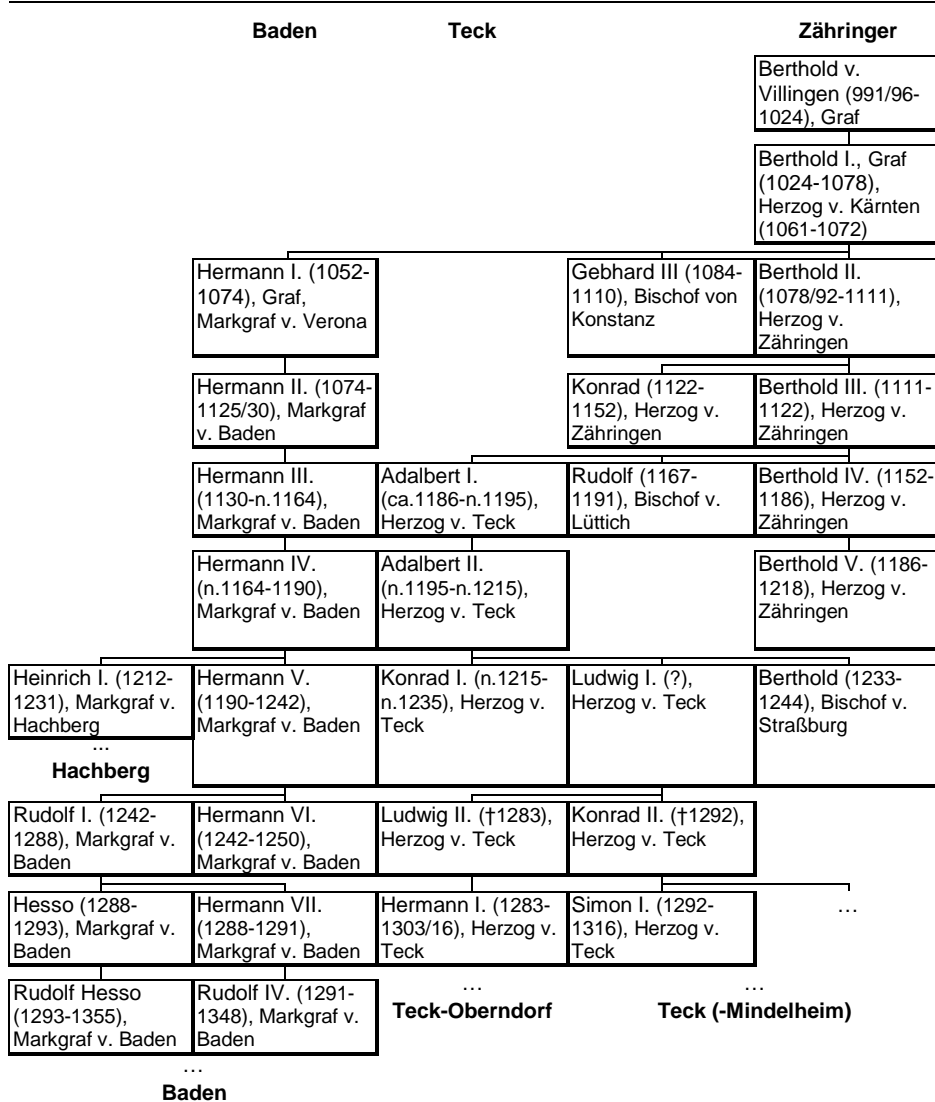 Baden
Teck
Zähringer
Berthold v.
Villingen (991/96-
1024), Graf
Berthold I., Graf
(1024-1078),
Herzog v. Kärnten
(1061-1072)
Hermann I. (1052-
1074), Graf,
Markgraf v. Verona
Gebhard III (1084-
1110), Bischof von
Konstanz
Berthold II.
(1078/92-1111),
Herzog v.
Zähringen
Hermann II. (1074-
1125/30), Markgraf
v. Baden
Konrad (1122-
1152), Herzog v.
Zähringen
Berthold III. (1111-
1122), Herzog v.
Zähringen
Hermann III.
(1130-n.1164),
Markgraf v. Baden
Adalbert I.
(ca.1186-n.1195),
Herzog v. Teck
Rudolf (1167-
1191), Bischof v.
Lüttich
Berthold IV. (1152-
1186), Herzog v.
Zähringen
Hermann IV.
(n.1164-1190),
Markgraf v. Baden
Adalbert II.
(n.1195-n.1215),
Herzog v. Teck
Berthold V. (1186-
1218), Herzog v.
Zähringen
Heinrich I. (1212-
1231), Markgraf v.
Hachberg
...
Hachberg
Hermann V.
(1190-1242),
Markgraf v. Baden
Konrad I. (n.1215-
n.1235), Herzog v.
Teck
Ludwig I. (?),
Herzog v. Teck
Berthold (1233-
1244), Bischof v.
Straßburg
Rudolf I. (1242-
1288), Markgraf v.
Baden
Hermann VI.
(1242-1250),
Markgraf v. Baden
Ludwig II. (†1283),
Herzog v. Teck
Konrad II. (†1292),
Herzog v. Teck
Hesso (1288-
1293), Markgraf v.
Baden
Hermann VII.
(1288-1291),
Markgraf v. Baden
Hermann I. (1283-
1303/16), Herzog v.
Teck
Simon I. (1292-
1316), Herzog v.
Teck
…
Rudolf Hesso
(1293-1355),
Markgraf v. Baden
Rudolf IV. (1291-
1348), Markgraf v.
Baden
…
Teck-Oberndorf
…
Teck (-Mindelheim)
…
Baden